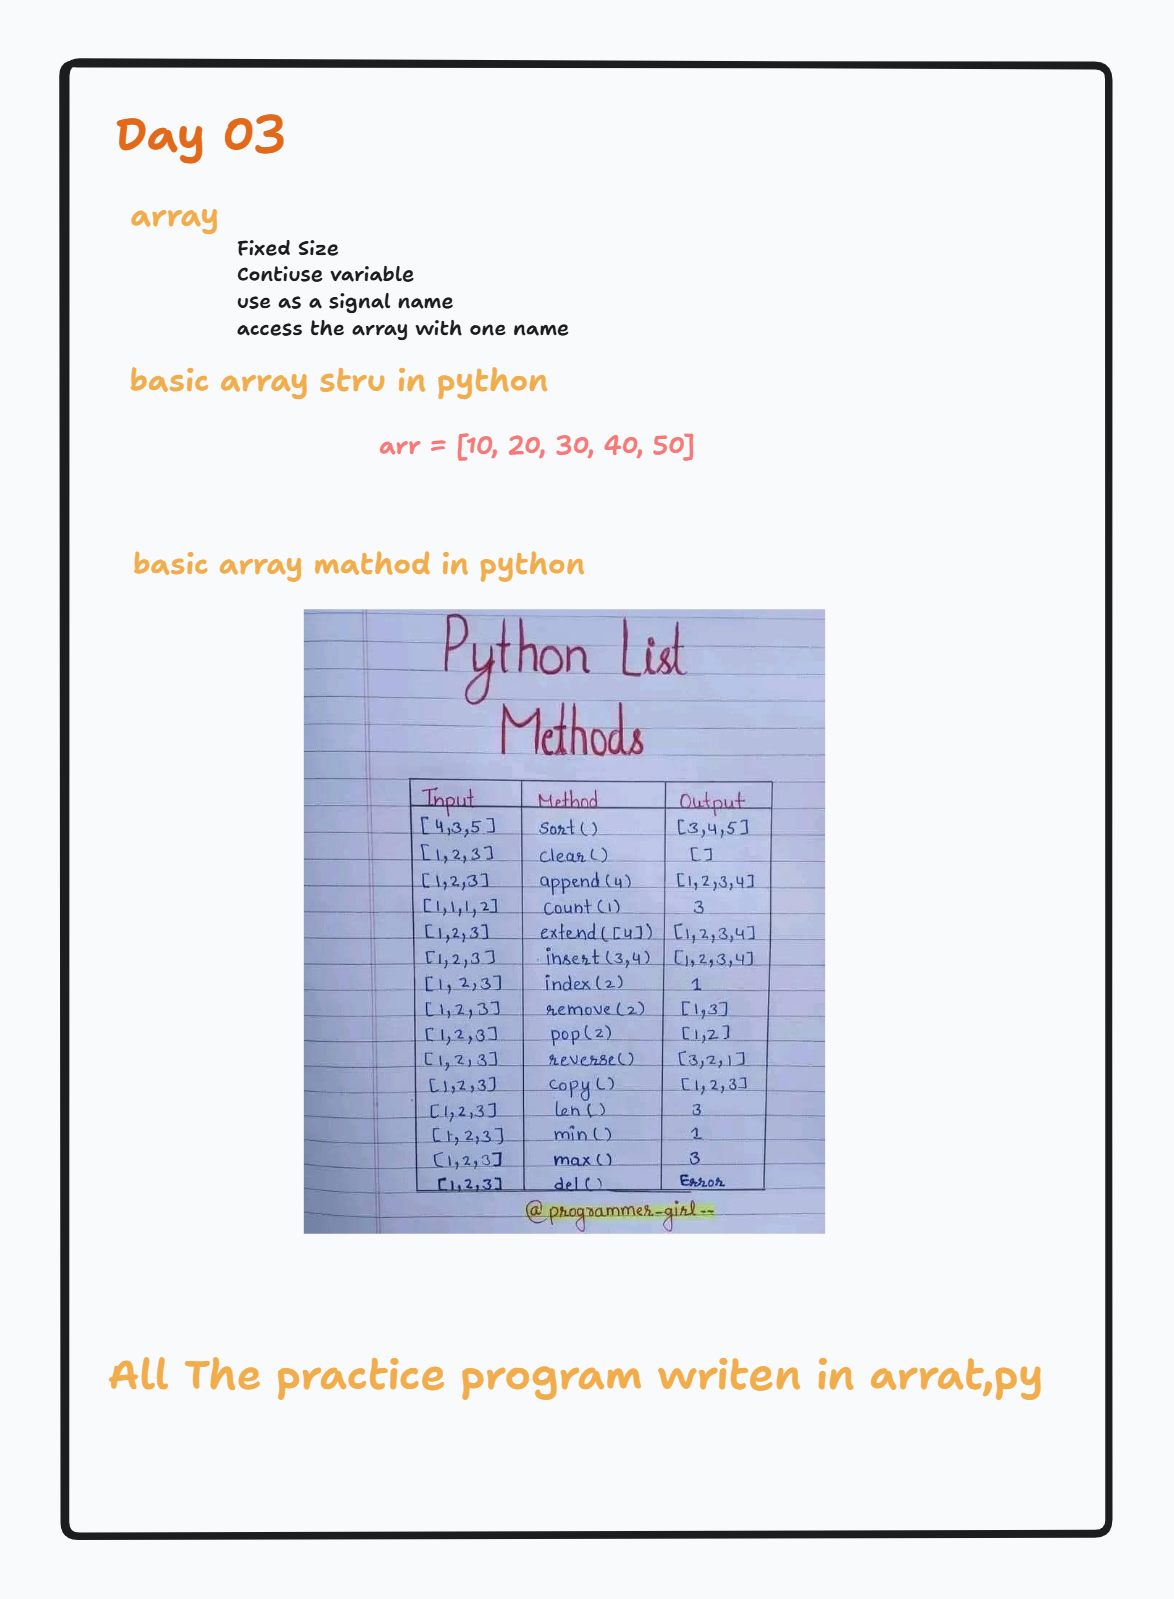 Day 03
array
Fixed Size
Contiuse variable
use as a signal name
access the array with one name
basic array stru in python
arr = [10, 20, 30, 40, 50]
basic array mathod in python
Python List
Methods
Input Method Output
[4,3,5] sort() [3,4,5]
[1,2,3] clear() []
[1,2,3] append(4) [1,2,3,4]
[1,1,1,2] count(1) 3
[1,2,3] extend([4]) [1,2,3,4]
[1,2,3] insert(3,4) [1,2,3,4]
[1,2,3] index(2) 1
[1,2,3] remove(2) [1,3]
[1,2,3] pop(2) [1,2]
[1,2,3] reverse() [3,2,1]
[1,2,3] copy() [1,2,3]
[1,2,3] len() 3
[1,2,3] min() 1
[1,2,3] max() 3
[1,2,3] del() Error
@programmer-girl--
All The practice program writen in arrat,py